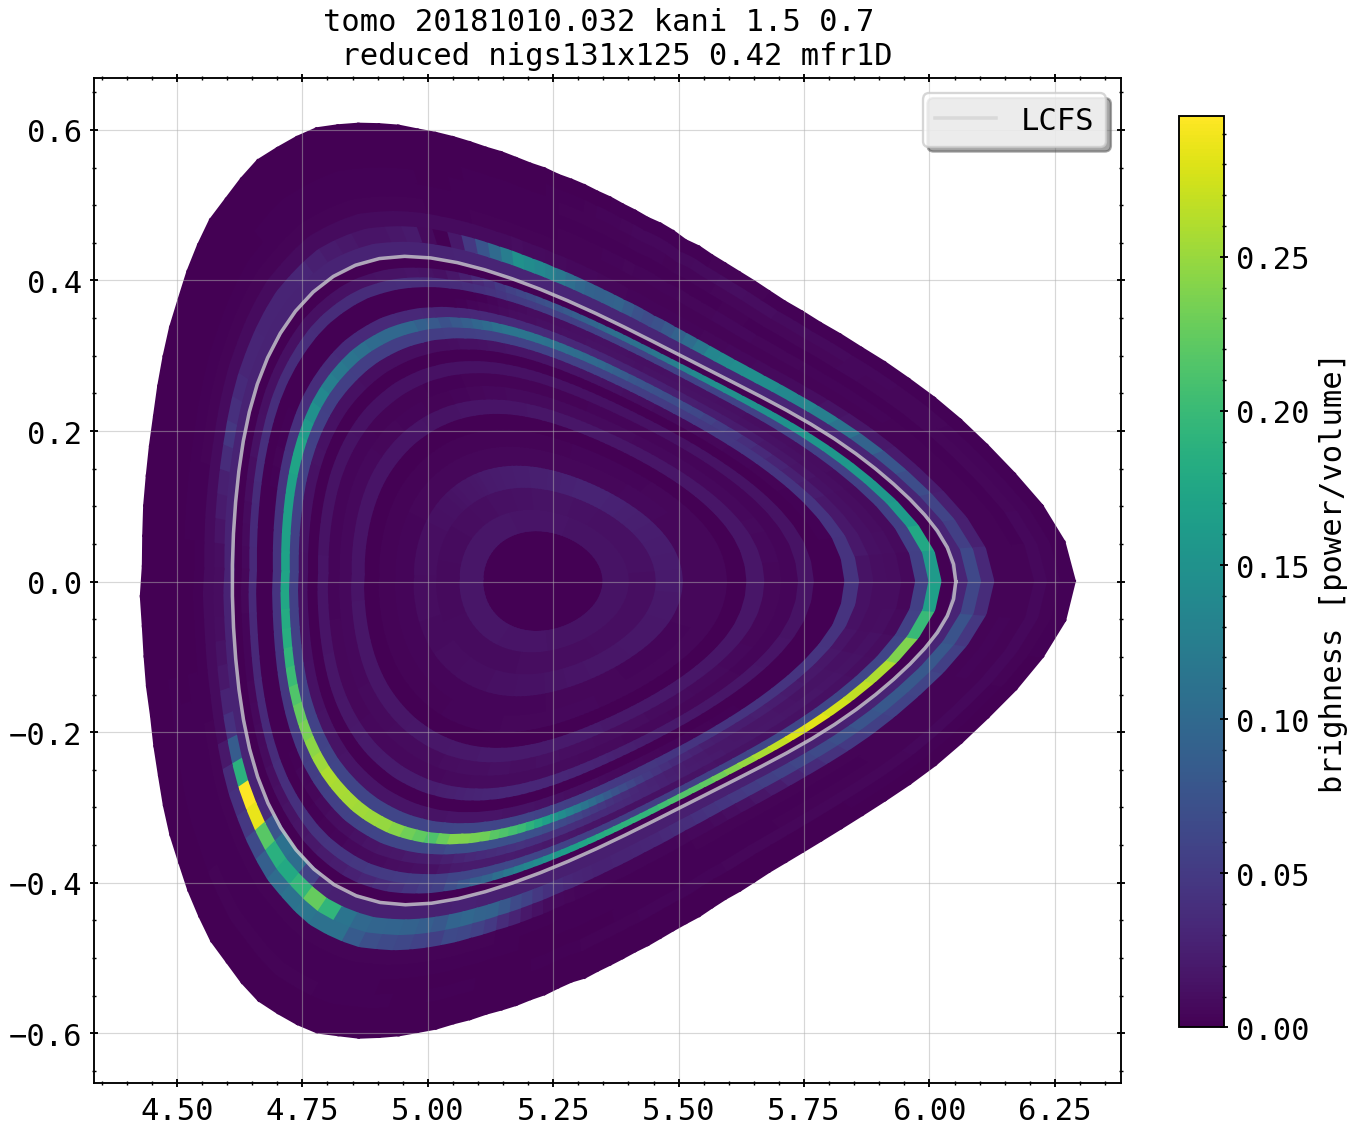 tomo 20181010.032 kani 1.5 0.7
reduced nigs131x125 0.42 mfr1D
LCFS
0.6
0.4
0.2
0.0
−0.2
−0.4
−0.6
4.50 4.75 5.00 5.25 5.50 5.75 6.00 6.25
0.25
0.20
0.15
0.10
0.05
0.00
brighness [power/volume]